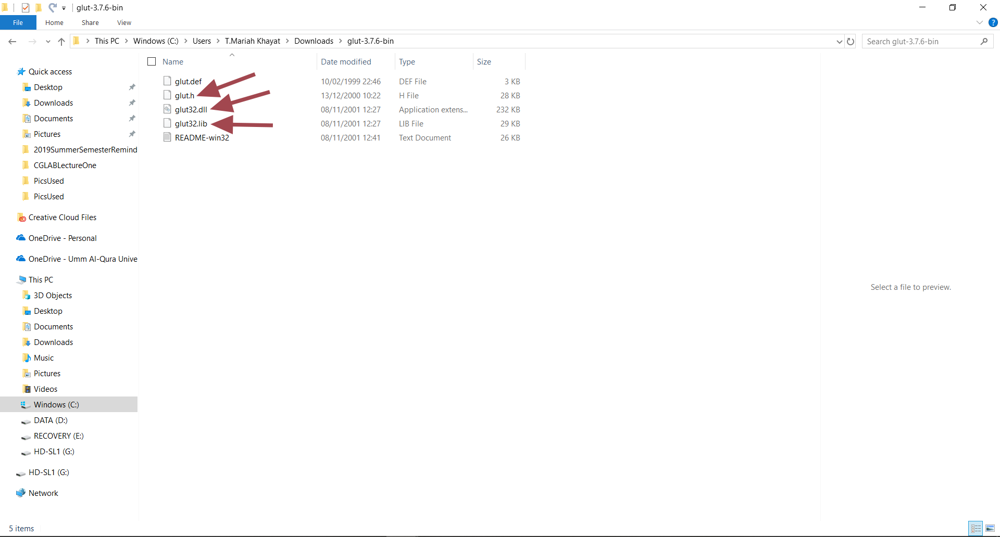 glut-3.7.6-bin
File Home Share View
This PC Windows (C:) Users T.Mariah Khayat Downloads glut-3.7.6-bin
Search glut-3.7.6-bin
Name Date modified Type Size
glut.def 10/02/1999 22:46 DEF File 3 KB
glut.h 13/12/2000 10:22 H File 28 KB
glut32.dll 08/11/2001 12:27 Application extens... 232 KB
glut32.lib 08/11/2001 12:27 LIB File 29 KB
README-win32 08/11/2001 12:41 Text Document 26 KB
Quick access
Desktop
Downloads
Documents
Pictures
2019SummerSemesterRemind
CGLABLectureOne
PicsUsed
PicsUsed
Creative Cloud Files
OneDrive - Personal
OneDrive - Umm Al-Qura Unive
This PC
3D Objects
Desktop
Documents
Downloads
Music
Pictures
Videos
Windows (C:)
DATA (D:)
RECOVERY (E:)
HD-SL1 (G:)
HD-SL1 (G:)
Network
Select a file to preview.
5 items